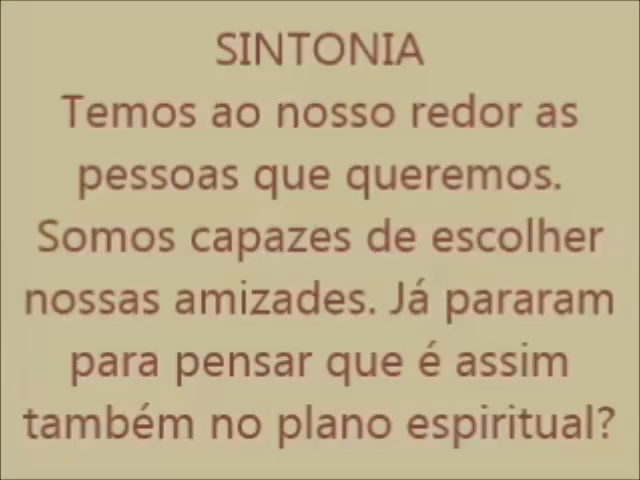 SINTONIA
Temos ao nosso redor as
pessoas que queremos.
Somos capazes de escolher
nossas amizades. Já pararam
para pensar que é assim
também no plano espiritual?